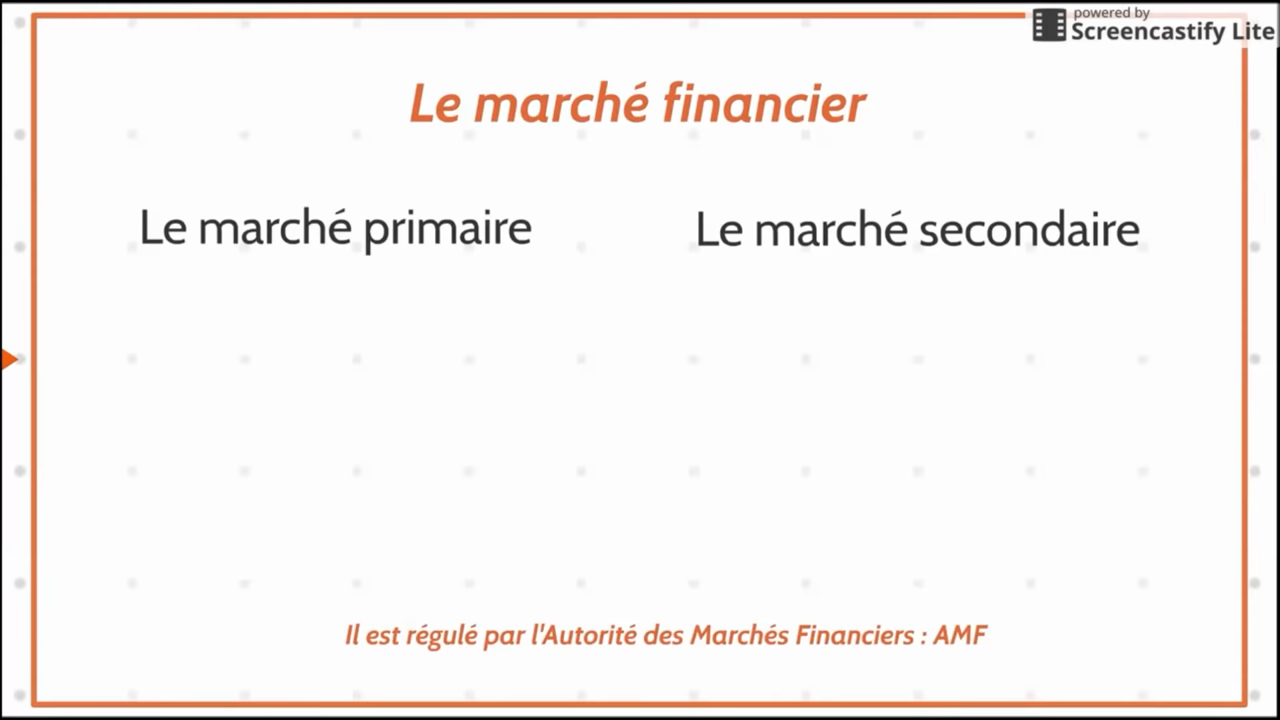 powered by
Screencastify Lite
Le marché financier
Le marché primaire
Le marché secondaire
Il est régulé par l'Autorité des Marchés Financiers : AMF